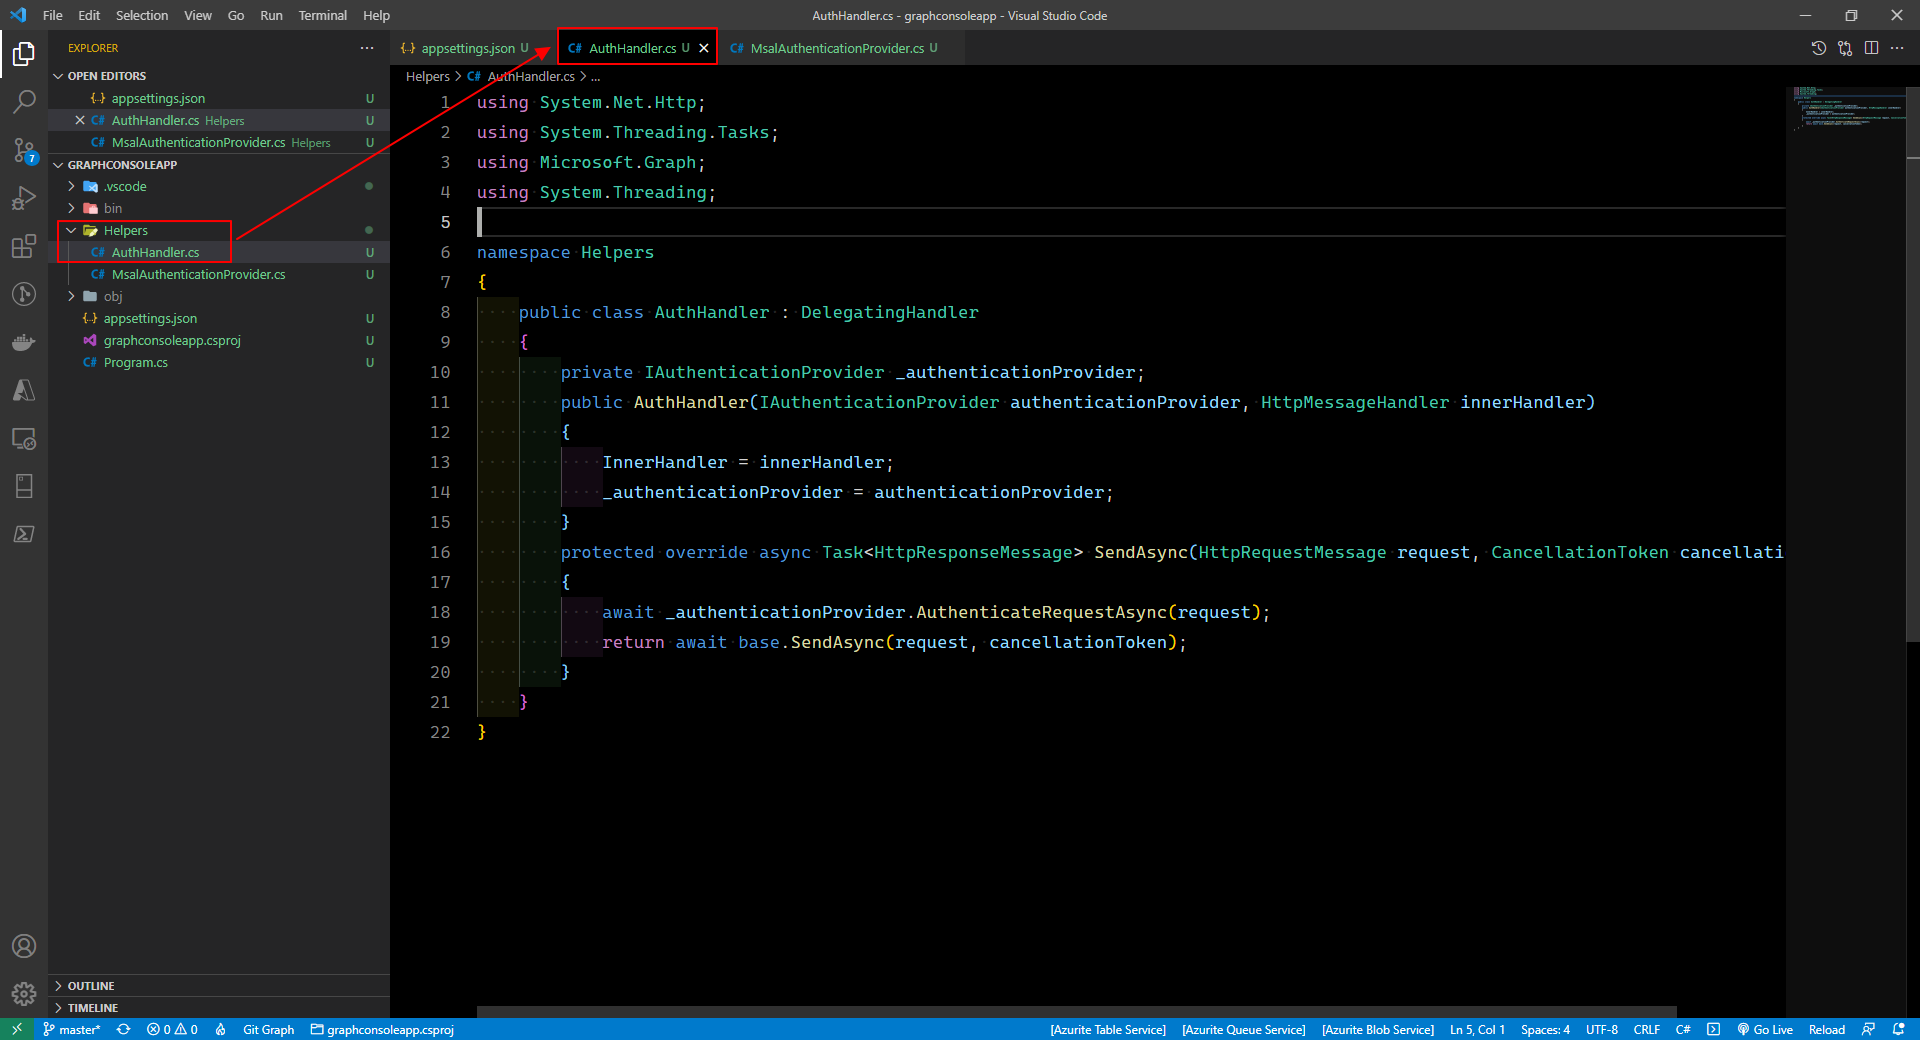 File Edit Selection View Go Run Terminal Help
AuthHandler.cs - graphconsoleapp - Visual Studio Code
EXPLORER
OPEN EDITORS
{..} appsettings.json U
C# AuthHandler.cs Helpers U
C# MsalAuthenticationProvider.cs Helpers U
GRAPHCONSOLEAPP
.vscode
bin
Helpers
C# AuthHandler.cs U
C# MsalAuthenticationProvider.cs U
obj
{..} appsettings.json U
graphconsoleapp.csproj U
C# Program.cs U
OUTLINE
TIMELINE
7
{..} appsettings.json U
C# AuthHandler.cs U
C# MsalAuthenticationProvider.cs U
Helpers > C# AuthHandler.cs > ...
1 using System.Net.Http;
2 using System.Threading.Tasks;
3 using Microsoft.Graph;
4 using System.Threading;
5
6 namespace Helpers
7 {
8 public class AuthHandler : DelegatingHandler
9 {
10 private IAuthenticationProvider _authenticationProvider;
11 public AuthHandler(IAuthenticationProvider authenticationProvider, HttpMessageHandler innerHandler)
12 {
13 InnerHandler = innerHandler;
14 _authenticationProvider = authenticationProvider;
15 }
16 protected override async Task<HttpResponseMessage> SendAsync(HttpRequestMessage request, CancellationToken cancellati
17 {
18 await _authenticationProvider.AuthenticateRequestAsync(request);
19 return await base.SendAsync(request, cancellationToken);
20 }
21 }
22 }
master* 0 0 Git Graph graphconsoleapp.csproj
[Azurite Table Service] [Azurite Queue Service] [Azurite Blob Service] Ln 5, Col 1 Spaces: 4 UTF-8 CRLF C# Go Live Reload